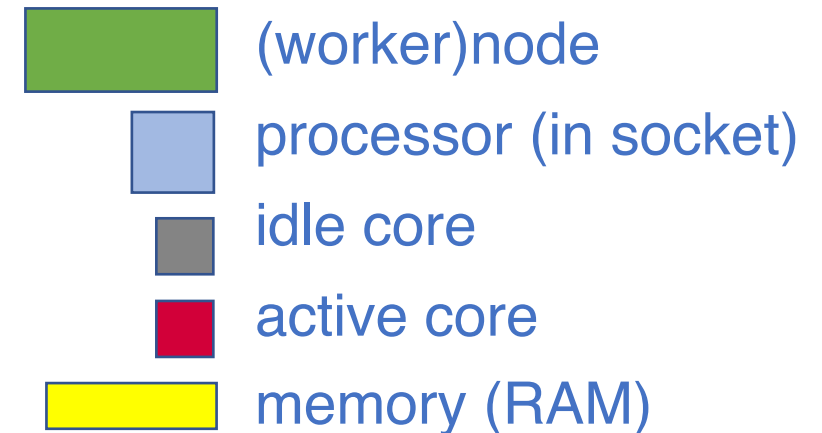 (worker)node
processor (in socket)
idle core
active core
memory (RAM)